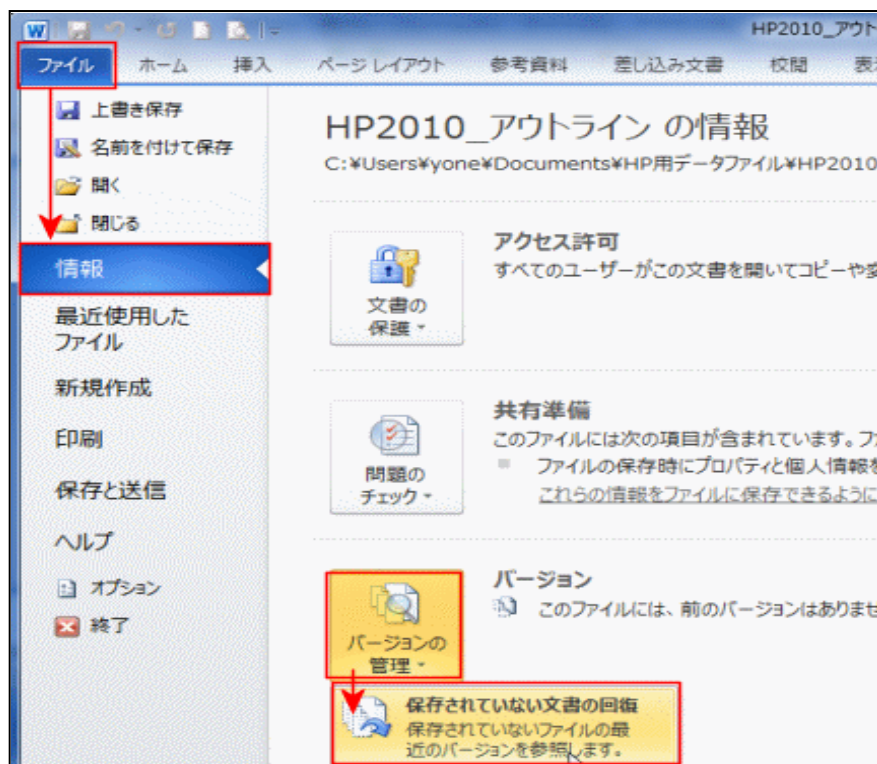 HP2010_アウト
ファイル ホーム 挿入 ページ レイアウト 参考資料 差し込み文書 校閲 表
上書き保存
名前を付けて保存
開く
閉じる
情報
最近使用した
ファイル
新規作成
印刷
保存と送信
ヘルプ
オプション
終了
HP2010_アウトライン の情報
C:¥Users¥yone¥Documents¥HP用データファイル¥HP2010
文書の
保護
アクセス許可
すべてのユーザーがこの文書を開いてコピーや変
問題の
チェック
共有準備
このファイルには次の項目が含まれています。ファ
ファイルの保存時にプロパティと個人情報を
これらの情報をファイルに保存できるように
バージョンの
管理
バージョン
このファイルには、前のバージョンはありませ
保存されていない文書の回復
保存されていないファイルの最
近のバージョンを参照します。